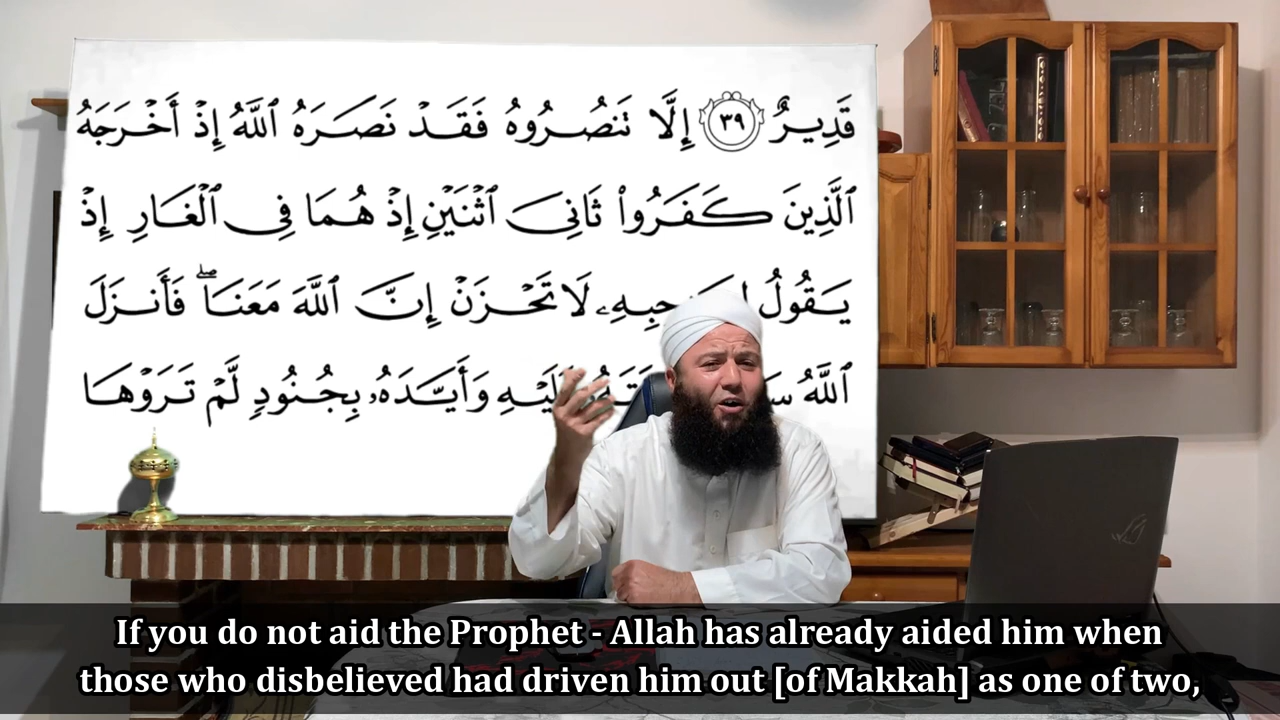 قَدِيرٌ ٣٩ إِلَّا تَنصُرُوهُ فَقَدۡ نَصَرَهُ ٱللَّهُ إِذۡ أَخۡرَجَهُ
ٱلَّذِينَ كَفَرُواْ ثَانِيَ ٱثۡنَيۡنِ إِذۡ هُمَا فِي ٱلۡغَارِ إِذۡ
يَقُولُ لَا تَحۡزَنۡ إِنَّ ٱللَّهَ مَعَنَاۖ فَأَنزَلَ
ٱللَّهُ وَأَيَّدَهُۥ بِجُنُودٖ لَّمۡ تَرَوۡهَا
If you do not aid the Prophet - Allah has already aided him when
those who disbelieved had driven him out [of Makkah] as one of two,